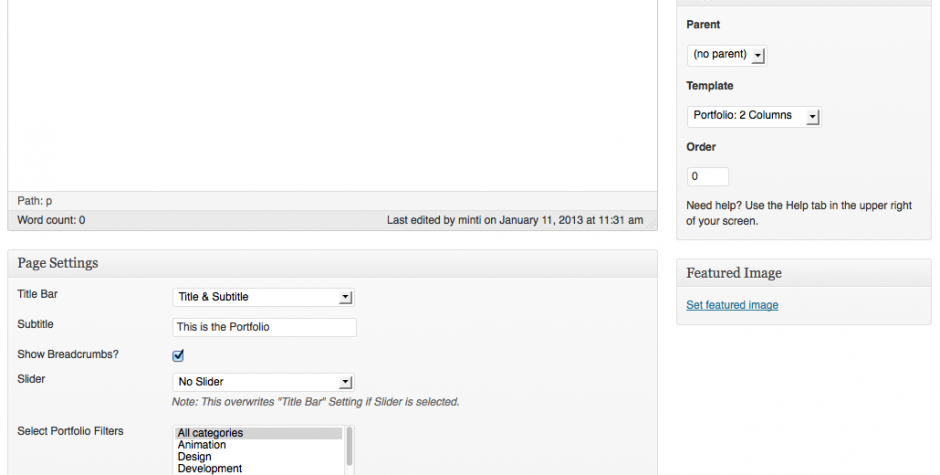 Path: p
Word count: 0 Last edited by minti on January 11, 2013 at 11:31 am
Page Settings
Title Bar Title & Subtitle
Subtitle This is the Portfolio
Show Breadcrumbs?
Slider No Slider
Note: This overwrites "Title Bar" Setting if Slider is selected.
Select Portfolio Filters All categories
Animation
Design
Development
Parent
(no parent)
Template
Portfolio: 2 Columns
Order
0
Need help? Use the Help tab in the upper right
of your screen.
Featured Image
Set featured image